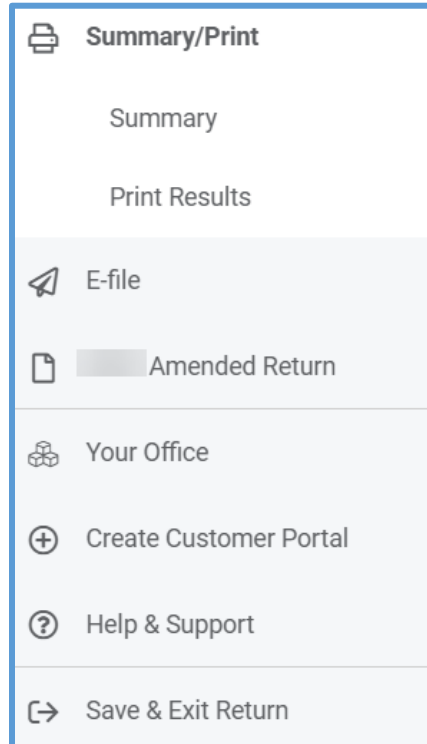 Summary/Print
Summary
Print Results
E-file
Amended Return
Your Office
Create Customer Portal
Help & Support
Save & Exit Return